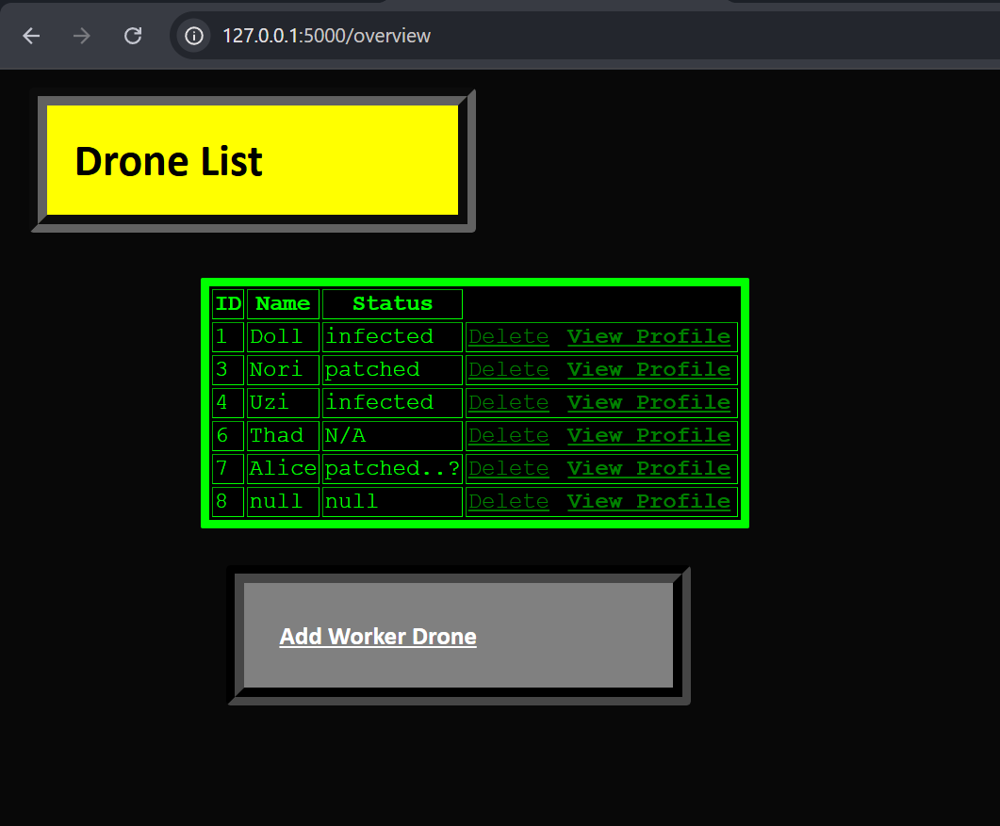 127.0.0.1:5000/overview
Drone List
ID Name Status
1 Doll infected Delete View Profile
3 Nori patched Delete View Profile
4 Uzi infected Delete View Profile
6 Thad N/A Delete View Profile
7 Alice patched..? Delete View Profile
8 null null Delete View Profile
Add Worker Drone